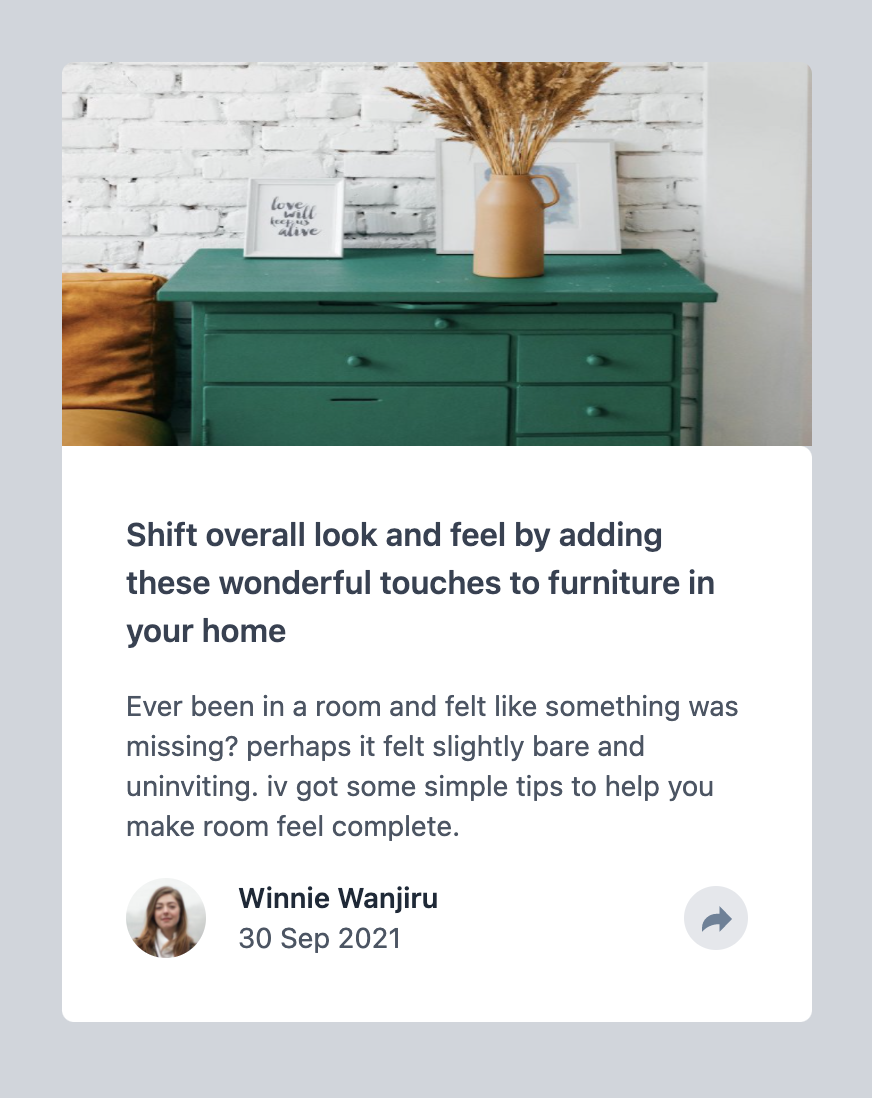 love
will
keep us
alive
Shift overall look and feel by adding
these wonderful touches to furniture in
your home
Ever been in a room and felt like something was
missing? perhaps it felt slightly bare and
uninviting. iv got some simple tips to help you
make room feel complete.
Winnie Wanjiru
30 Sep 2021